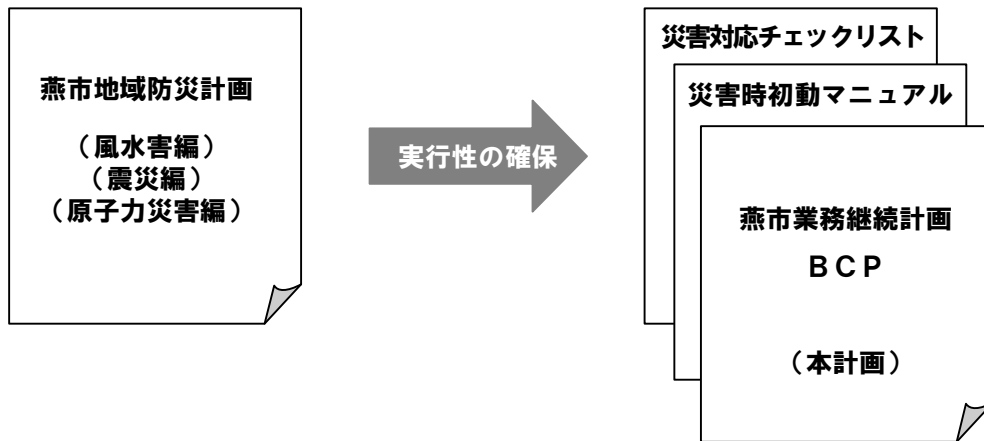 燕市地域防災計画
（風水害編）
（震災編）
（原子力災害編）
実行性の確保
災害対応チェックリスト
災害時初動マニュアル
燕市業務継続計画
ＢＣＰ
（本計画）